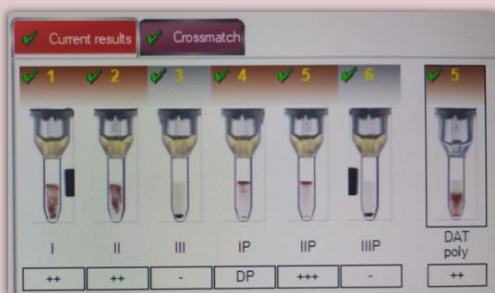 Current results Crossmatch
1 2 3 4 5 6 5
I II III IP IIP IIIP DAT poly
++ ++ - DP +++ - ++